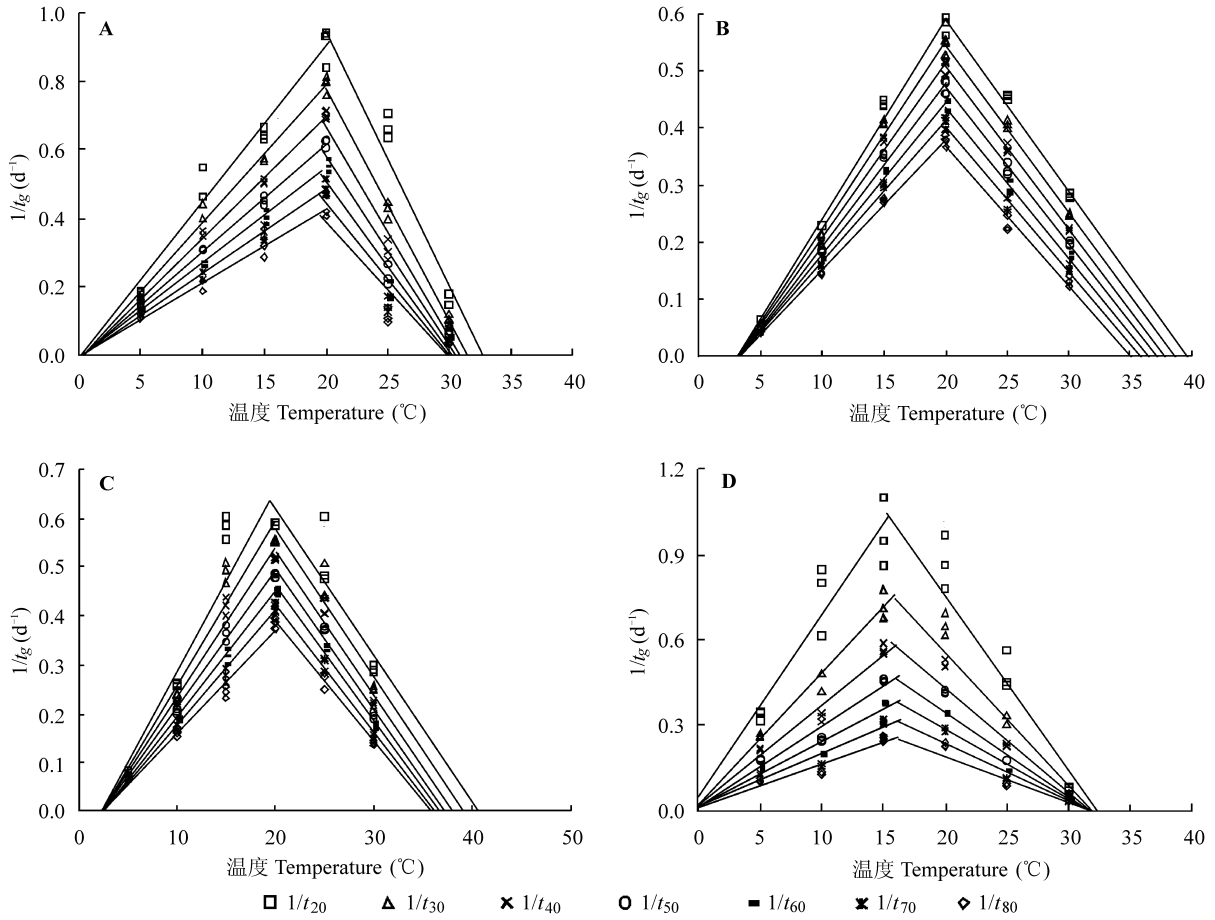 A
1/tg (d⁻¹)
1.0
0.8
0.6
0.4
0.2
0.0
0 5 10 15 20 25 30 35 40
温度 Temperature (℃)
B
1/tg (d⁻¹)
0.6
0.5
0.4
0.3
0.2
0.1
0.0
0 5 10 15 20 25 30 35 40
温度 Temperature (℃)
C
1/tg (d⁻¹)
0.7
0.6
0.5
0.4
0.3
0.2
0.1
0.0
0 10 20 30 40 50
温度 Temperature (℃)
D
1/tg (d⁻¹)
1.2
0.9
0.6
0.3
0.0
0 5 10 15 20 25 30 35 40
温度 Temperature (℃)
1/t20 1/t30 1/t40 1/t50 1/t60 1/t70 1/t80